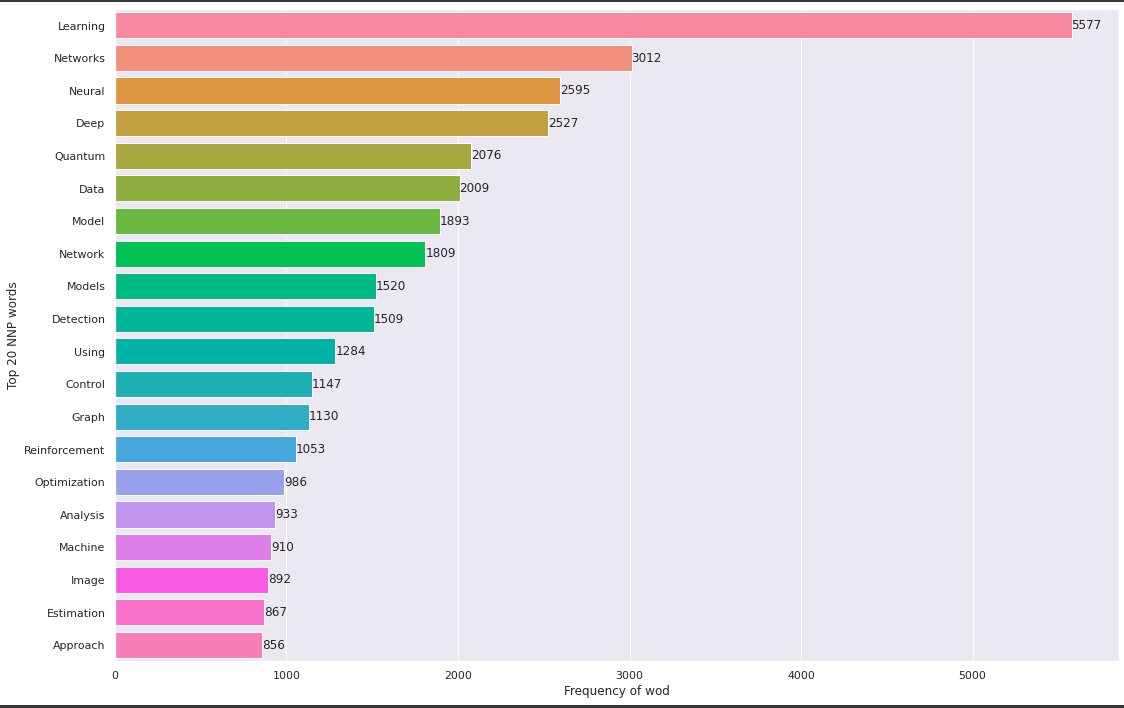 Top 20 NNP words
Learning 5577
Networks 3012
Neural 2595
Deep 2527
Quantum 2076
Data 2009
Model 1893
Network 1809
Models 1520
Detection 1509
Using 1284
Control 1147
Graph 1130
Reinforcement 1053
Optimization 986
Analysis 933
Machine 910
Image 892
Estimation 867
Approach 856
0 1000 2000 3000 4000 5000
Frequency of wod